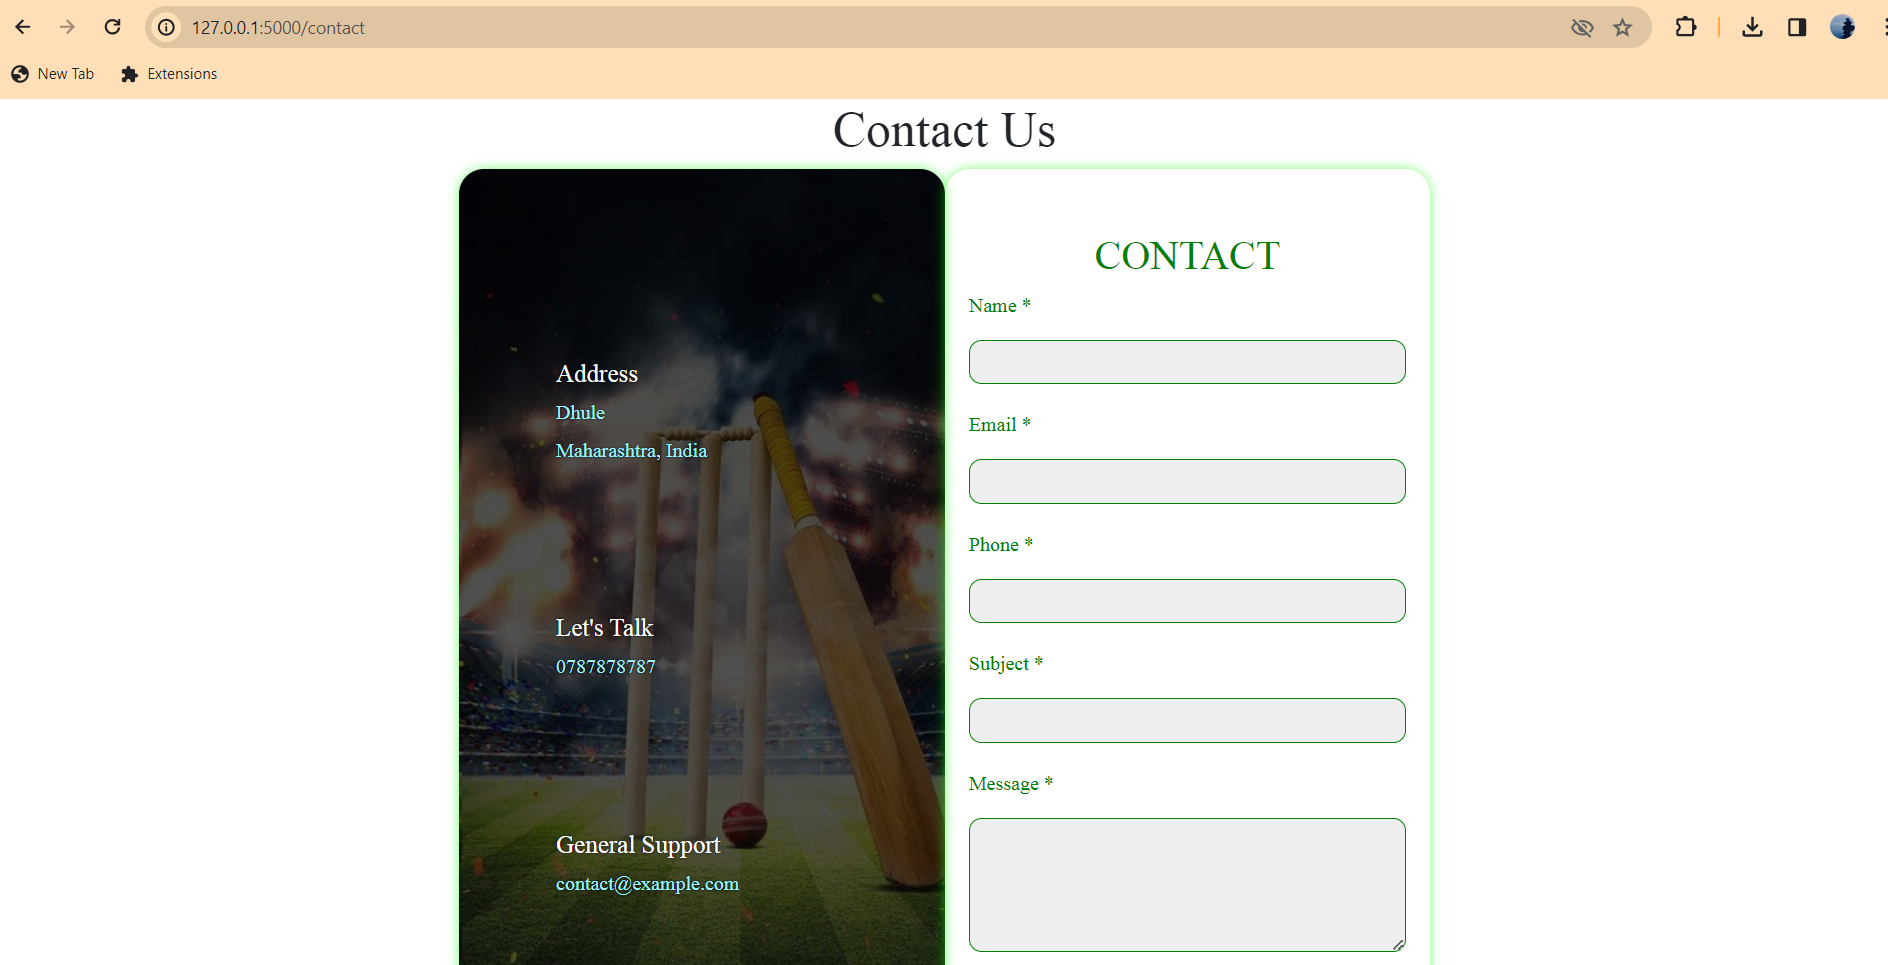 127.0.0.1:5000/contact
New Tab
Extensions
Contact Us
Address
Dhule
Maharashtra, India
Let's Talk
0787878787
General Support
contact@example.com
CONTACT
Name *
Email *
Phone *
Subject *
Message *